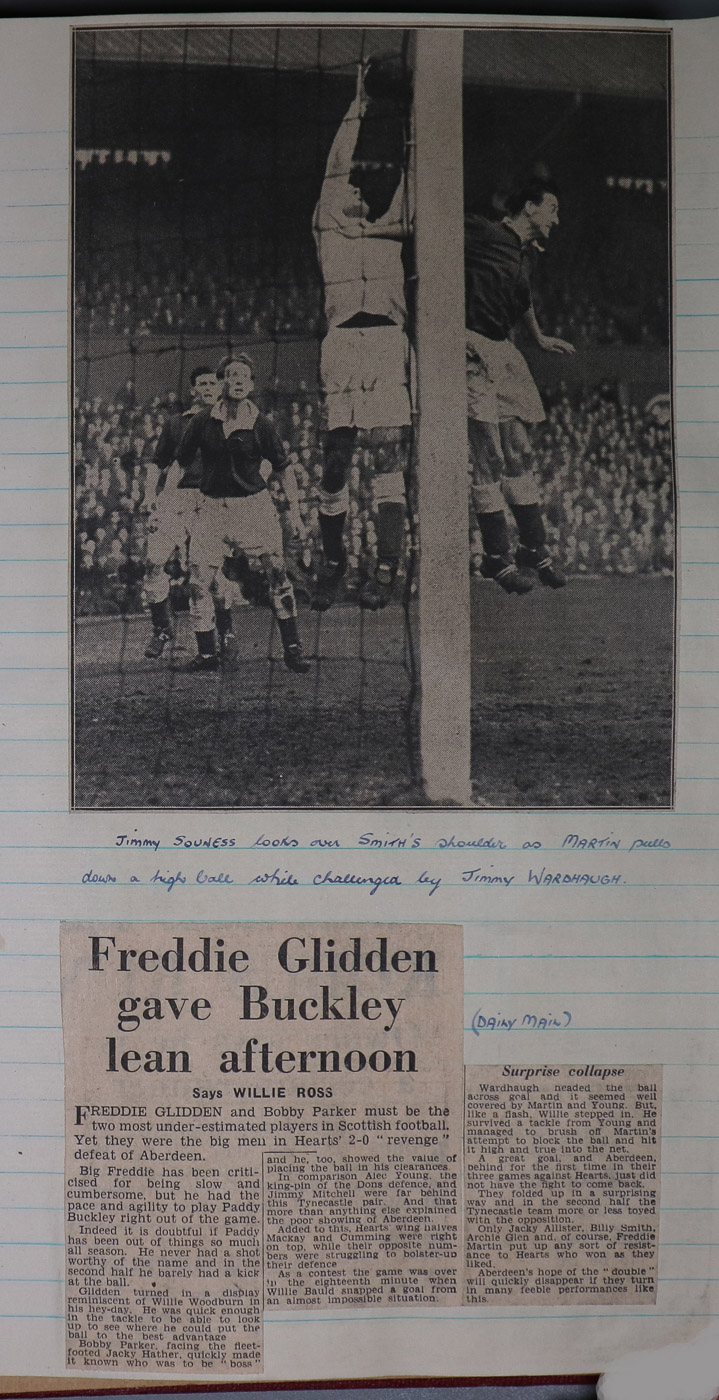 Jimmy SOUNESS looks over SMITH'S shoulder as MARTIN pulls
down a high ball while challenged by Jimmy WARDHAUGH.
Freddie Glidden
gave Buckley
lean afternoon
Says WILLIE ROSS
FREDDIE GLIDDEN and Bobby Parker must be the
two most under-estimated players in Scottish football.
Yet they were the big men in Hearts' 2-0 "revenge"
defeat of Aberdeen.
Big Freddie has been criti-
cised for being slow and
cumbersome, but he had the
pace and agility to play Paddy
Buckley right out of the game.
Indeed it is doubtful if Paddy
has been out of things so much
all season. He never had a shot
worthy of the name and in the
second half he barely had a kick
at the ball.
Glidden turned in a display
reminiscent of Willie Woodburn in
his hey-day. He was quick enough
in the tackle to be able to look
up to see where he could put the
ball to the best advantage
Bobby Parker, facing the fleet-
footed Jacky Hather, quickly made
it known who was to be "boss"
and he, too, showed the value of
placing the ball in his clearances.
In comparison Alec Young, the
king-pin of the Dons defence, and
Jimmy Mitchell were far behind
this Tynecastle pair. And that
more than anything else explained
the poor showing of Aberdeen.
Added to this, Hearts wing halves
Mackay and Cumming were right
on top, while their opposite num-
bers were struggling to bolster-up
their defence
As a contest the game was over
in the eighteenth minute when
Willie Bauld snapped a goal from
an almost impossible situation.
(DAILY MAIL)
Surprise collapse
Wardhaugh headed the ball
across goal and it seemed well
covered by Martin and Young. But,
like a flash, Willie stepped in. He
survived a tackle from Young and
managed to brush off Martin's
attempt to block the ball and hit
it high and true into the net.
A great goal, and Aberdeen,
behind for the first time in their
three games against Hearts, just did
not have the fight to come back.
They folded up in a surprising
way and in the second half the
Tynecastle team more or less toyed
with the opposition.
Only Jacky Allister, Billy Smith,
Archie Glen and, of course, Freddie
Martin put up any sort of resist-
ance to Hearts who won as they
liked.
Aberdeen's hope of the "double"
will quickly disappear if they turn
in many feeble performances like
this.